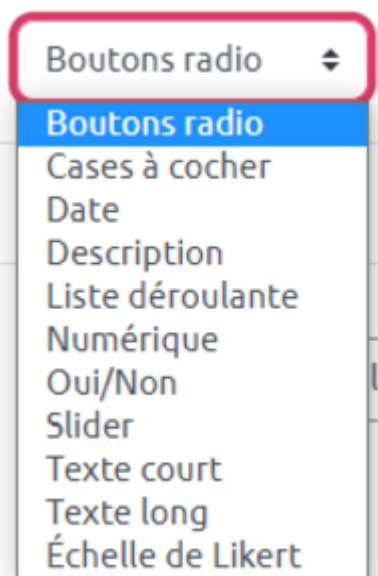 Boutons radio
Boutons radio
Cases à cocher
Date
Description
Liste déroulante
Numérique
Oui/Non
Slider
Texte court
Texte long
Échelle de Likert